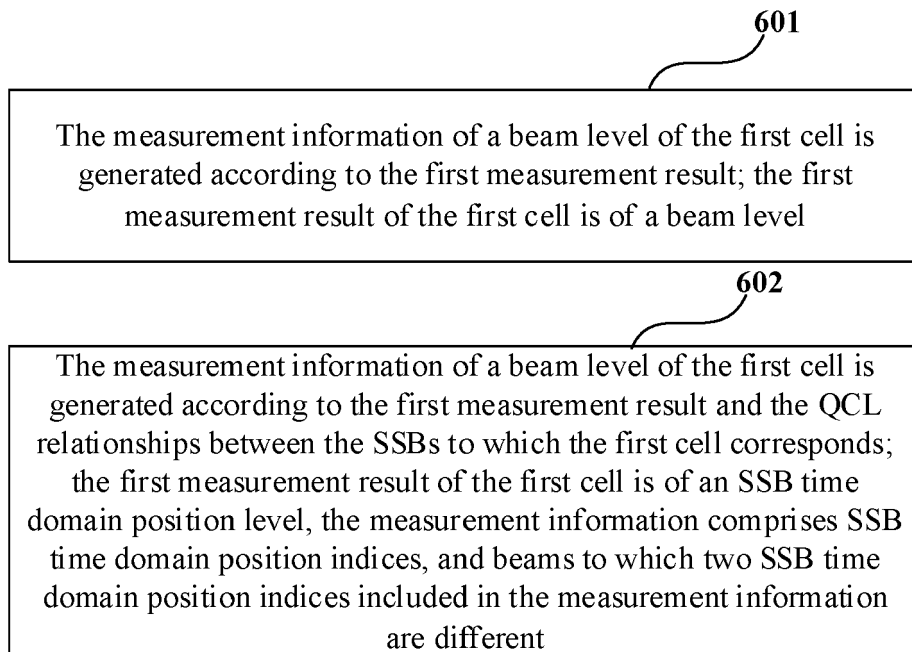 601
The measurement information of a beam level of the first cell is
generated according to the first measurement result; the first
measurement result of the first cell is of a beam level
602
The measurement information of a beam level of the first cell is
generated according to the first measurement result and the QCL
relationships between the SSBs to which the first cell corresponds;
the first measurement result of the first cell is of an SSB time
domain position level, the measurement information comprises SSB
time domain position indices, and beams to which two SSB time
domain position indices included in the measurement information
are different